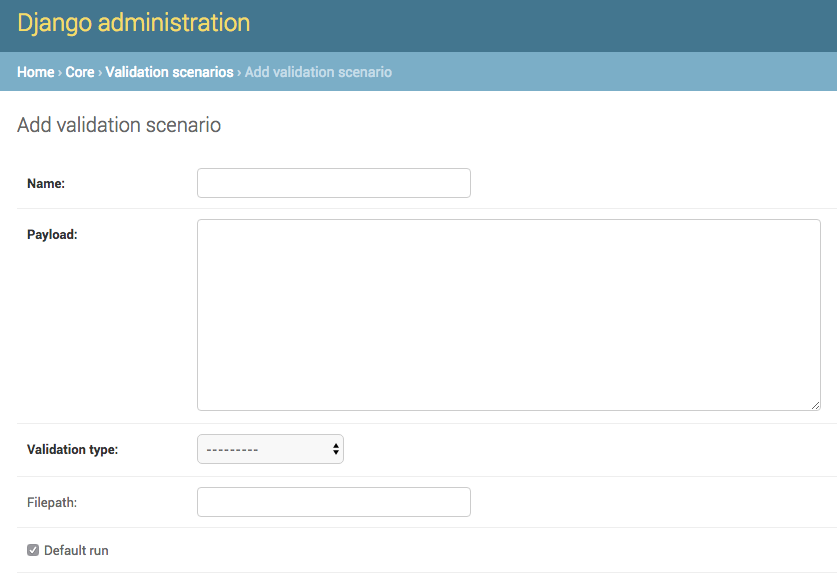 Django administration
Home › Core › Validation scenarios › Add validation scenario
Add validation scenario
Name:
Payload:
Validation type:
---------
Filepath:
Default run